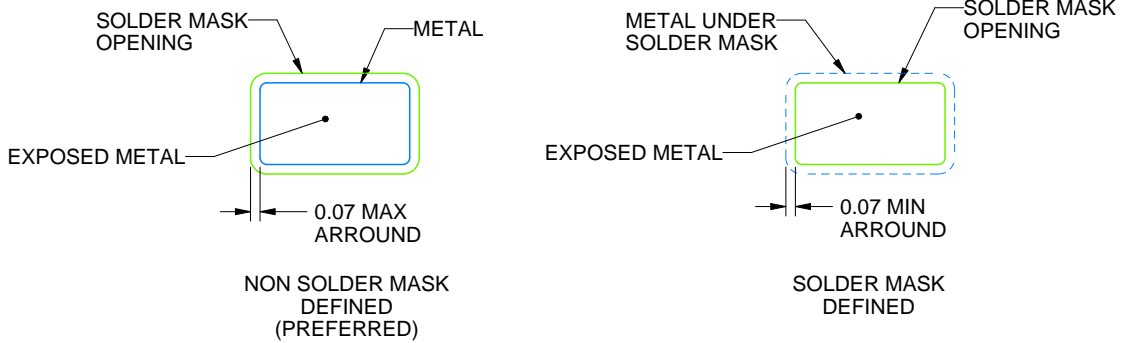 SOLDER MASK
OPENING
METAL
EXPOSED METAL
0.07 MAX
ARROUND
NON SOLDER MASK
DEFINED
(PREFERRED)
METAL UNDER
SOLDER MASK
SOLDER MASK
OPENING
EXPOSED METAL
0.07 MIN
ARROUND
SOLDER MASK
DEFINED